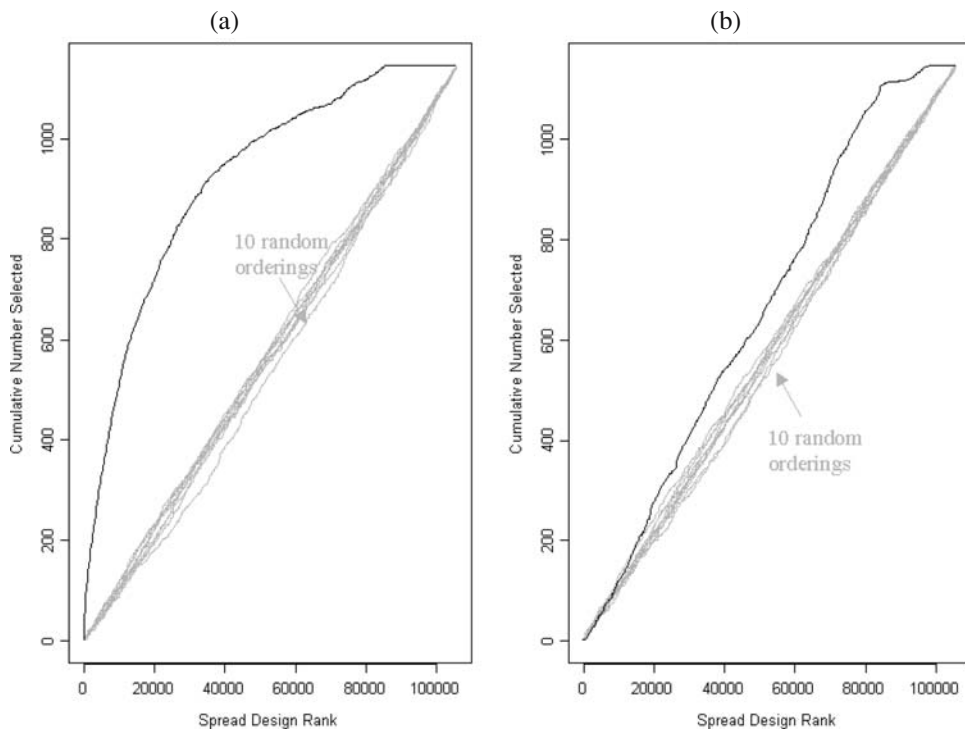 (a)
Cumulative Number Selected
1000
800
600
400
200
0
10 random
orderings
0 20000 40000 60000 80000 100000
Spread Design Rank
(b)
Cumulative Number Selected
1000
800
600
400
200
0
10 random
orderings
0 20000 40000 60000 80000 100000
Spread Design Rank